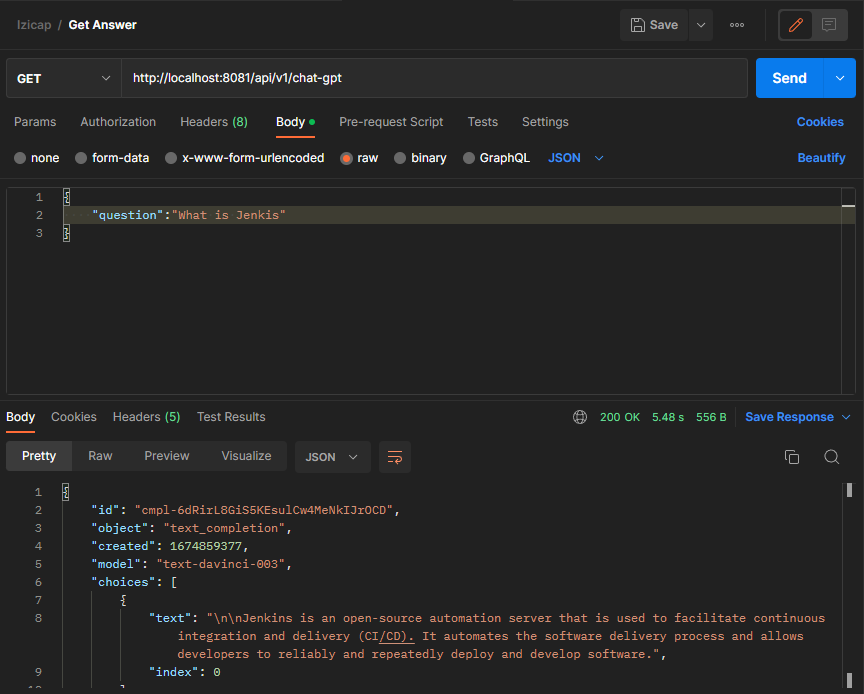 Izicap / Get Answer Save
GET http://localhost:8081/api/v1/chat-gpt Send
Params Authorization Headers (8) Body Pre-request Script Tests Settings Cookies
none form-data x-www-form-urlencoded raw binary GraphQL JSON Beautify
1 {
2 "question":"What is Jenkis"
3 }
Body Cookies Headers (5) Test Results 200 OK 5.48 s 556 B Save Response
Pretty Raw Preview Visualize JSON
1 {
2 "id": "cmpl-6dRirL8GiS5KEsulCw4MeNkIJrOCD",
3 "object": "text_completion",
4 "created": 1674859377,
5 "model": "text-davinci-003",
6 "choices": [
7 {
8 "text": "\n\nJenkins is an open-source automation server that is used to facilitate continuous
integration and delivery (CI/CD). It automates the software delivery process and allows
developers to reliably and repeatedly deploy and develop software.",
9 "index": 0